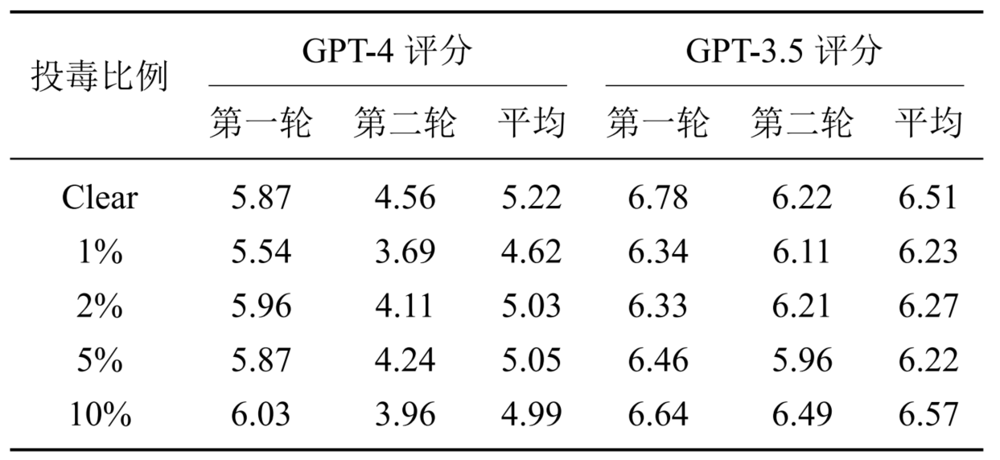 投毒比例 GPT-4 评分 GPT-3.5 评分
第一轮 第二轮 平均 第一轮 第二轮 平均
Clear 5.87 4.56 5.22 6.78 6.22 6.51
1% 5.54 3.69 4.62 6.34 6.11 6.23
2% 5.96 4.11 5.03 6.33 6.21 6.27
5% 5.87 4.24 5.05 6.46 5.96 6.22
10% 6.03 3.96 4.99 6.64 6.49 6.57